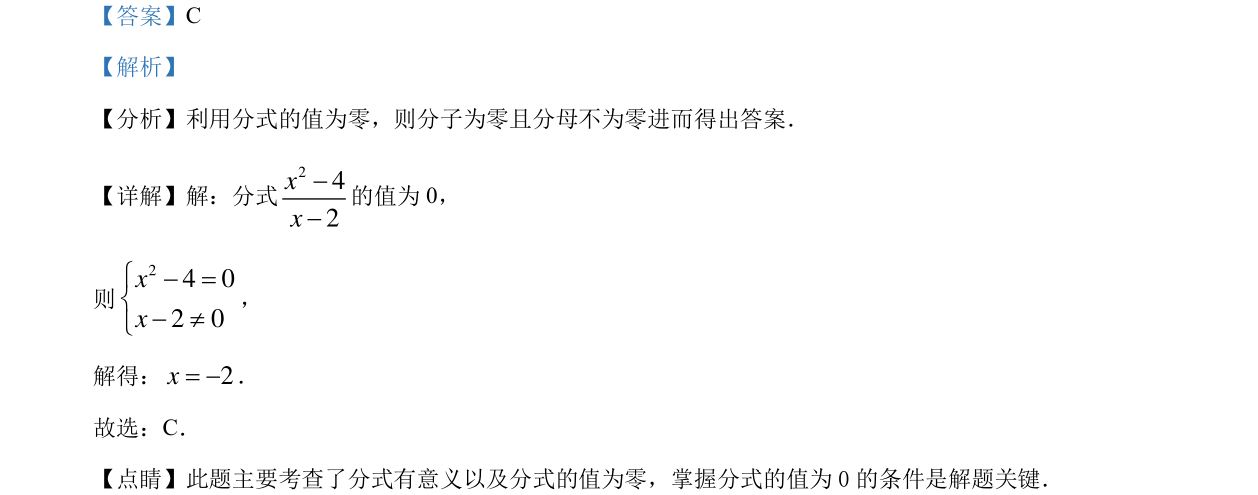 【答案】C
【解析】
【分析】利用分式的值为零，则分子为零且分母不为零进而得出答案．
【详解】解：分式 $\frac{x^2-4}{x-2}$ 的值为 0，
则 $\begin{cases} x^2-4=0 \\ x-2\neq 0 \end{cases}$，
解得：$x=-2$．
故选：C．
【点睛】此题主要考查了分式有意义以及分式的值为零，掌握分式的值为 0 的条件是解题关键．